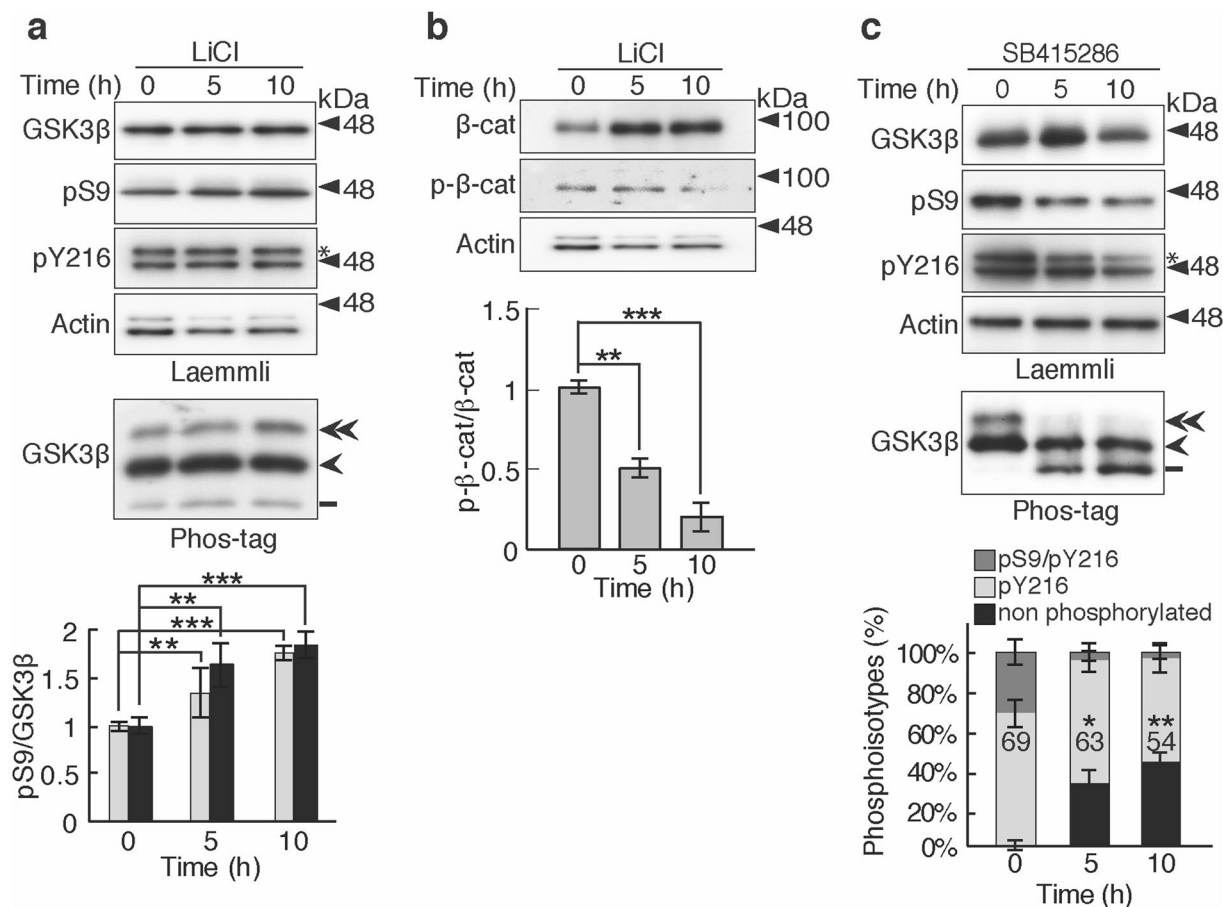 a
LiCl
Time (h) 0 5 10 kDa
GSK3β 48
pS9 48
pY216 * 48
Actin 48
Laemmli
GSK3β
Phos-tag
*** 
**
***
**
pS9/GSK3β
2
1.5
1
0.5
0
0 5 10
Time (h)
b
LiCl
Time (h) 0 5 10 kDa
β-cat 100
p-β-cat 100
Actin 48
p-β-cat/β-cat
1.5
1
0.5
0
***
**
0 5 10
Time (h)
c
SB415286
Time (h) 0 5 10 kDa
GSK3β 48
pS9 48
pY216 * 48
Actin 48
Laemmli
GSK3β
Phos-tag
pS9/pY216
pY216
non phosphorylated
Phosphoisotypes (%)
100%
80%
60%
40%
20%
0%
* **
69 63 54
0 5 10
Time (h)